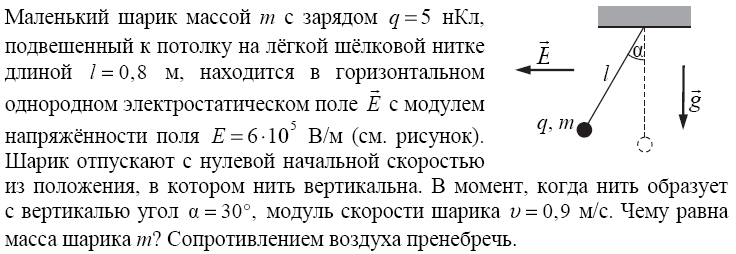 Маленький шарик массой m с зарядом q = 5 нКл,
подвешенный к потолку на лёгкой шёлковой нитке
длиной l = 0,8 м, находится в горизонтальном
однородном электростатическом поле E⃗ с модулем
напряжённости поля E = 6·10⁵ В/м (см. рисунок).
Шарик отпускают с нулевой начальной скоростью
из положения, в котором нить вертикальна. В момент, когда нить образует
с вертикалью угол α = 30°, модуль скорости шарика υ = 0,9 м/с. Чему равна
масса шарика m? Сопротивлением воздуха пренебречь.
E⃗
α
l
g⃗
q, m